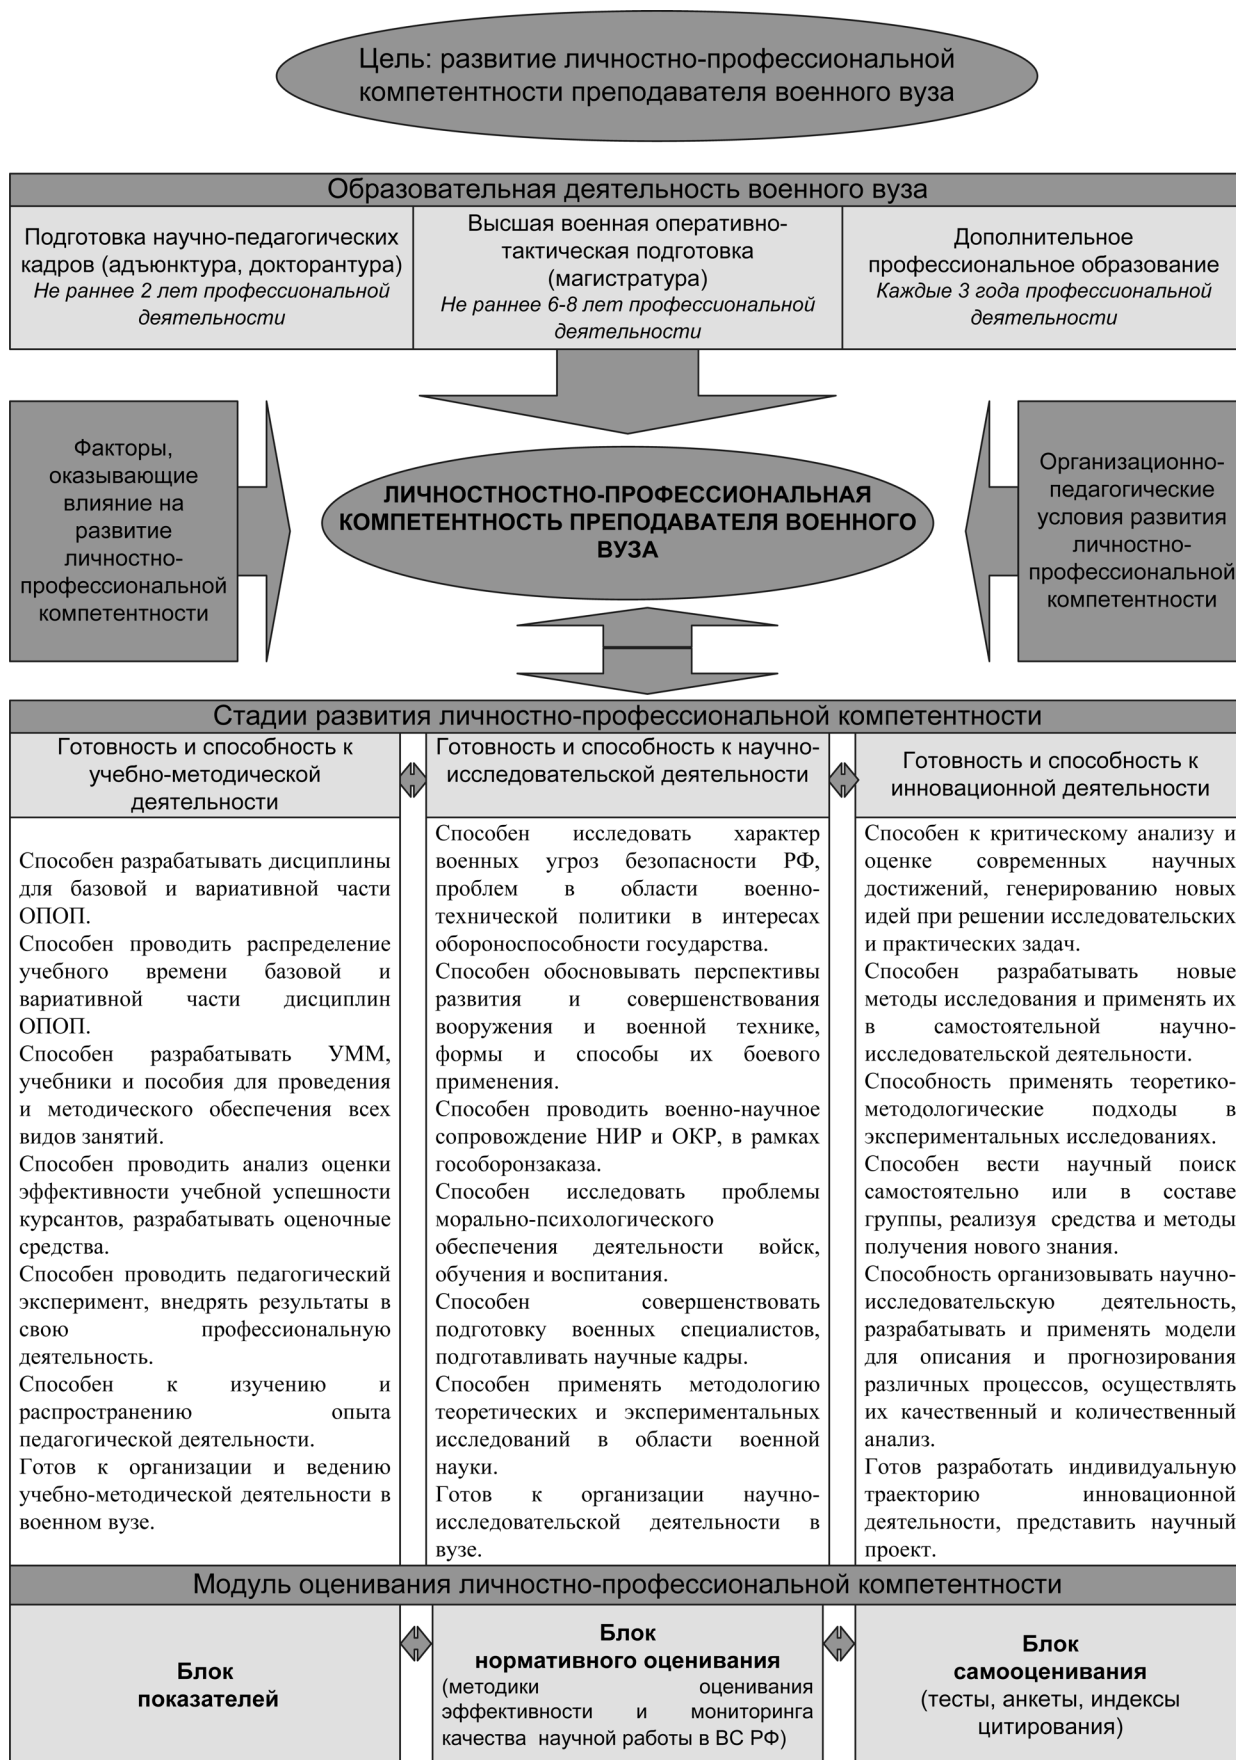 Цель: развитие личностно-профессиональной
компетентности преподавателя военного вуза
Образовательная деятельность военного вуза
Подготовка научно-педагогических
кадров (адъюнктура, докторантура)
Не раннее 2 лет профессиональной
деятельности
Высшая военная оперативно-
тактическая подготовка
(магистратура)
Не раннее 6-8 лет профессиональной
деятельности
Дополнительное
профессиональное образование
Каждые 3 года профессиональной
деятельности
Факторы,
оказывающие
влияние на
развитие
личностно-
профессиональной
компетентности
ЛИЧНОСТНОСТНО-ПРОФЕССИОНАЛЬНАЯ
КОМПЕТЕНТНОСТЬ ПРЕПОДАВАТЕЛЯ ВОЕННОГО
ВУЗА
Организационно-
педагогические
условия развития
личностно-
профессиональной
компетентности
Стадии развития личностно-профессиональной компетентности
Готовность и способность к
учебно-методической
деятельности
Способен разрабатывать дисциплины
для базовой и вариативной части
ОПОП.
Способен проводить распределение
учебного времени базовой и
вариативной части дисциплин
ОПОП.
Способен разрабатывать УММ,
учебники и пособия для проведения
и методического обеспечения всех
видов занятий.
Способен проводить анализ оценки
эффективности учебной успешности
курсантов, разрабатывать оценочные
средства.
Способен проводить педагогический
эксперимент, внедрять результаты в
свою профессиональную
деятельность.
Способен к изучению и
распространению опыта
педагогической деятельности.
Готов к организации и ведению
учебно-методической деятельности в
военном вузе.
Готовность и способность к научно-
исследовательской деятельности
Способен исследовать характер
военных угроз безопасности РФ,
проблем в области военно-
технической политики в интересах
обороноспособности государства.
Способен обосновывать перспективы
развития и совершенствования
вооружения и военной технике,
формы и способы их боевого
применения.
Способен проводить военно-научное
сопровождение НИР и ОКР, в рамках
гособоронзаказа.
Способен исследовать проблемы
морально-психологического
обеспечения деятельности войск,
обучения и воспитания.
Способен совершенствовать
подготовку военных специалистов,
подготавливать научные кадры.
Способен применять методологию
теоретических и экспериментальных
исследований в области военной
науки.
Готов к организации научно-
исследовательской деятельности в
вузе.
Готовность и способность к
инновационной деятельности
Способен к критическому анализу и
оценке современных научных
достижений, генерированию новых
идей при решении исследовательских
и практических задач.
Способен разрабатывать новые
методы исследования и применять их
в самостоятельной научно-
исследовательской деятельности.
Способность применять теоретико-
методологические подходы в
экспериментальных исследованиях.
Способен вести научный поиск
самостоятельно или в составе
группы, реализуя средства и методы
получения нового знания.
Способность организовывать научно-
исследовательскую деятельность,
разрабатывать и применять модели
для описания и прогнозирования
различных процессов, осуществлять
их качественный и количественный
анализ.
Готов разработать индивидуальную
траекторию инновационной
деятельности, представить научный
проект.
Модуль оценивания личностно-профессиональной компетентности
Блок
показателей
Блок
нормативного оценивания
(методики оценивания
эффективности и мониторинга
качества научной работы в ВС РФ)
Блок
самооценивания
(тесты, анкеты, индексы
цитирования)